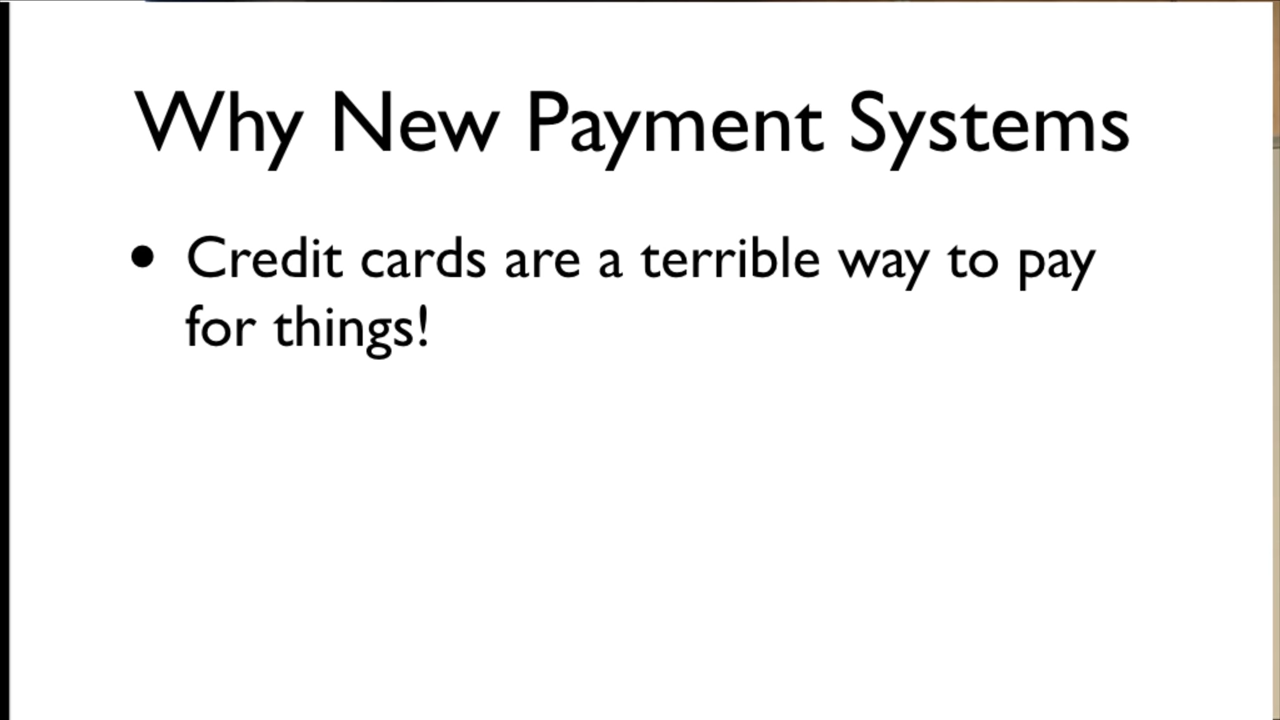 Why New Payment Systems
• Credit cards are a terrible way to pay
for things!